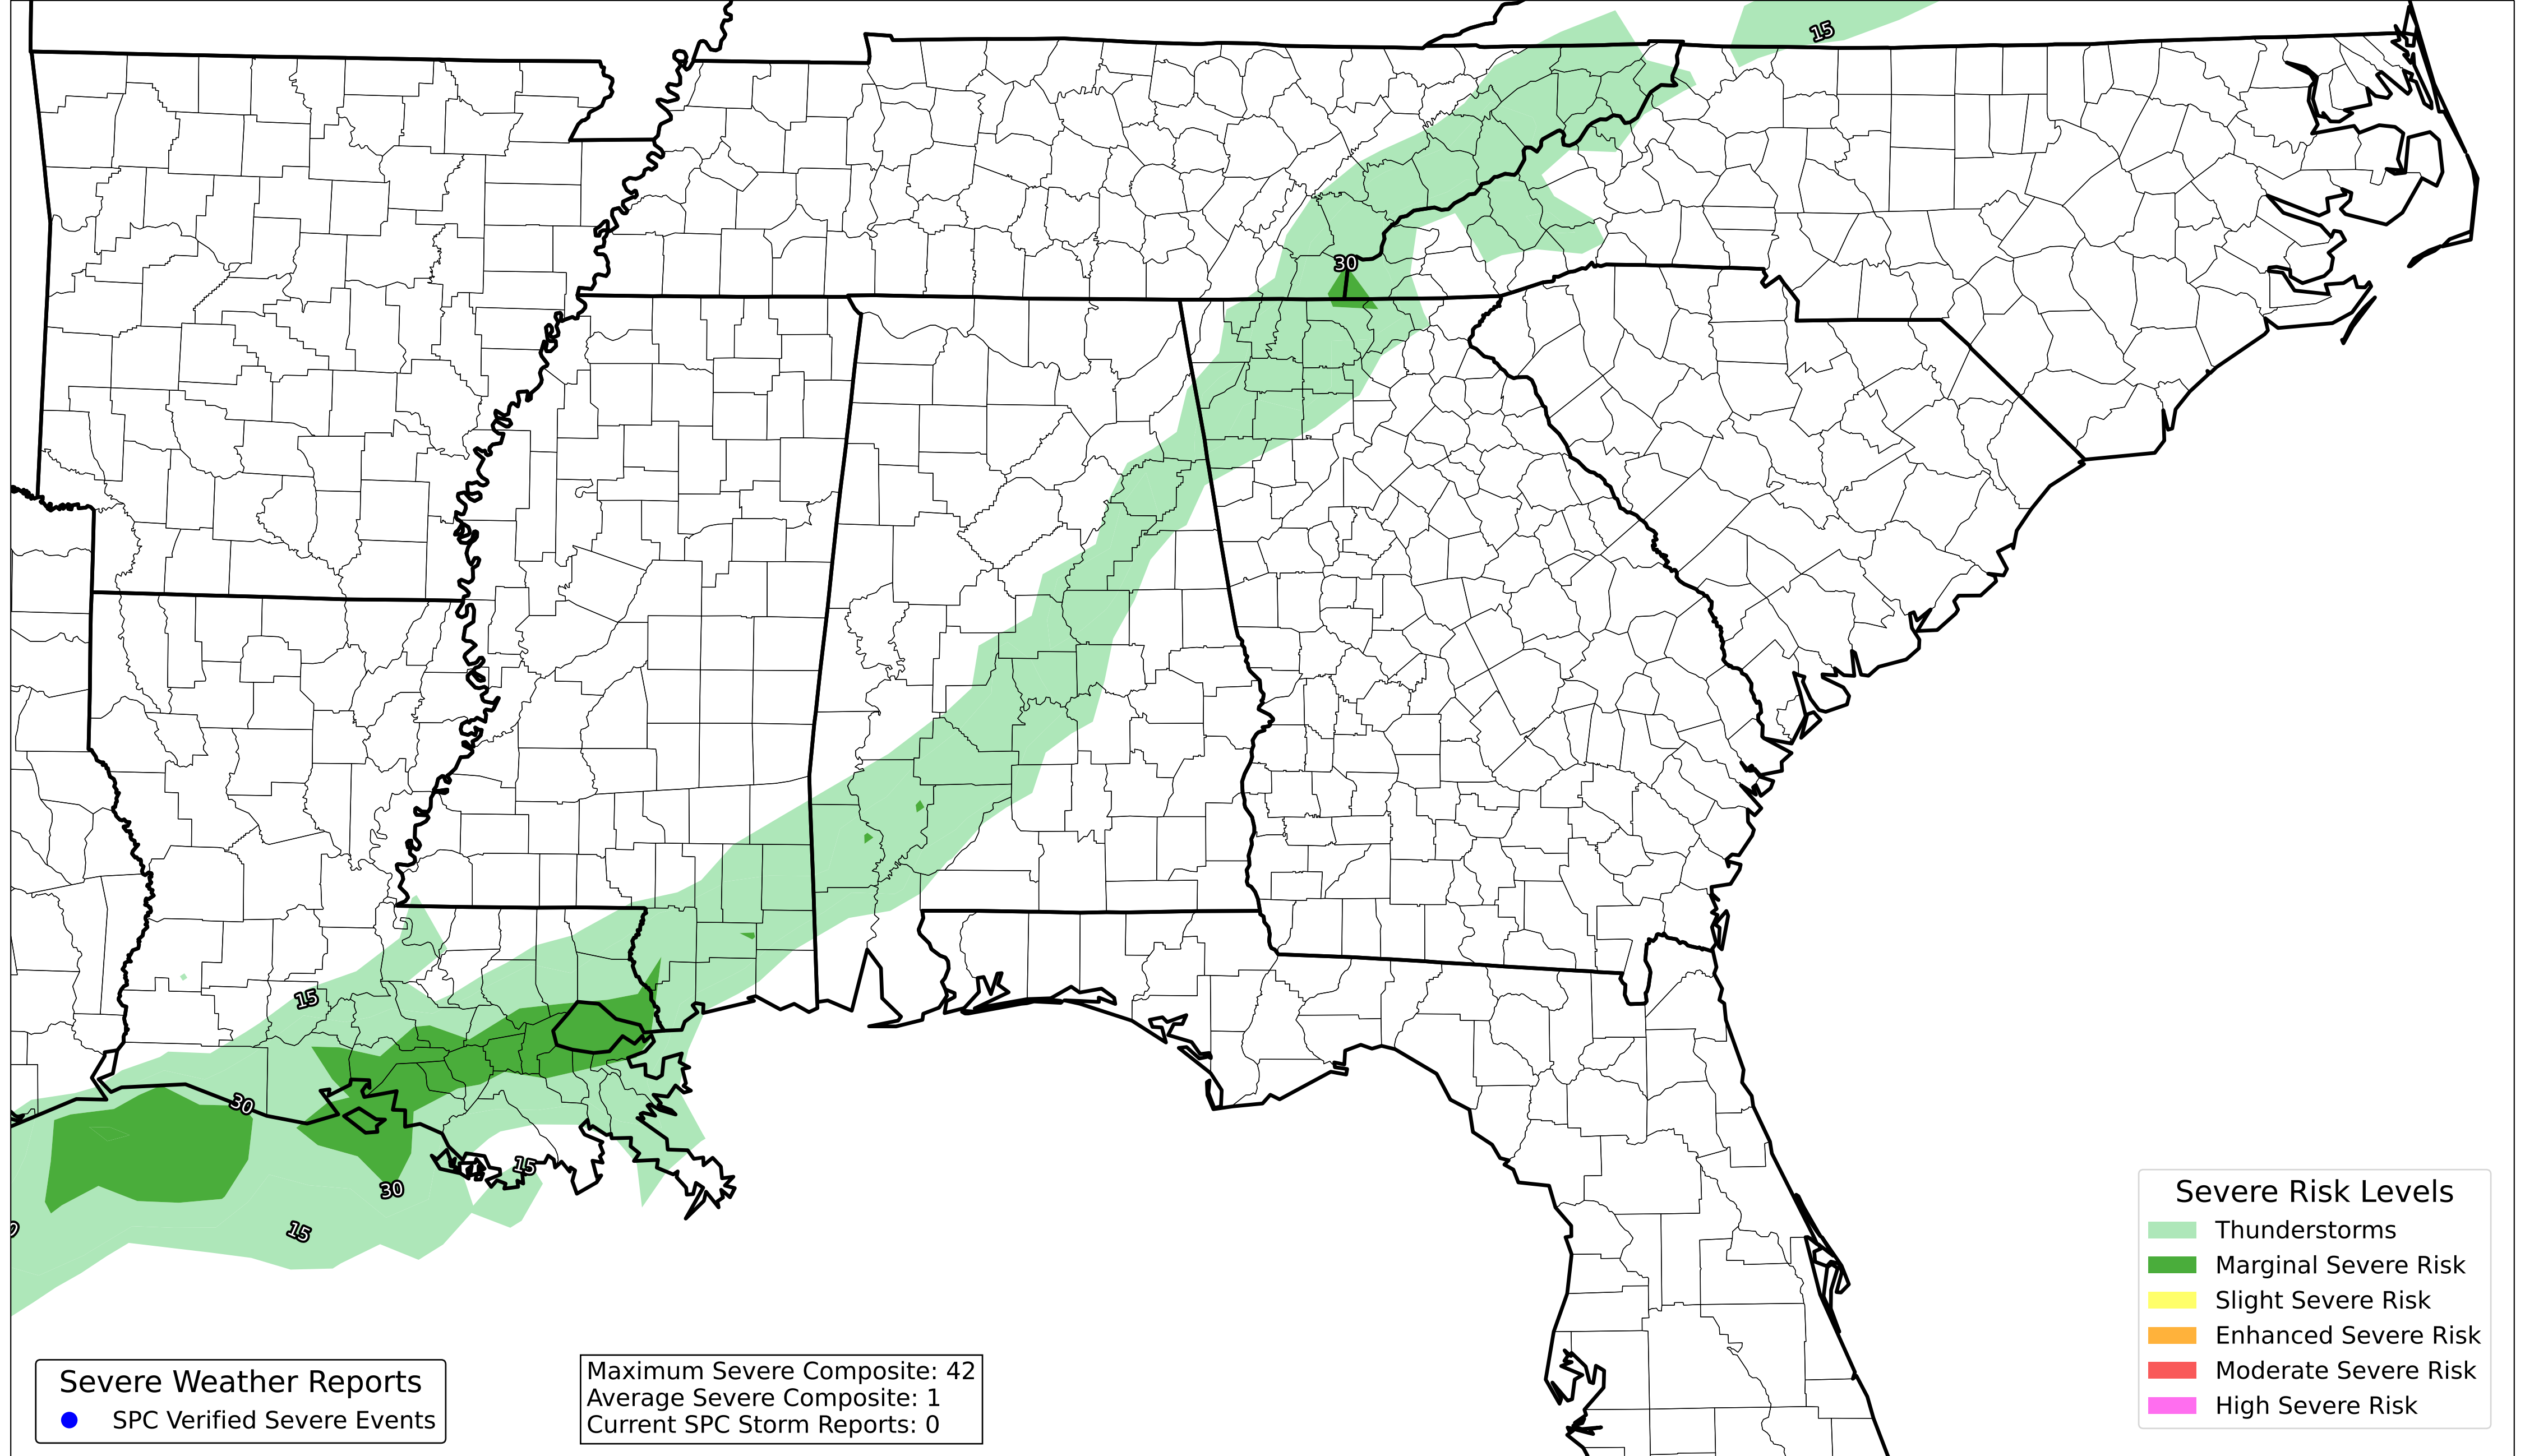 15
30
15
30
15
30
15
Severe Risk Levels
Thunderstorms
Marginal Severe Risk
Slight Severe Risk
Enhanced Severe Risk
Moderate Severe Risk
High Severe Risk
Severe Weather Reports
SPC Verified Severe Events
Maximum Severe Composite: 42
Average Severe Composite: 1
Current SPC Storm Reports: 0